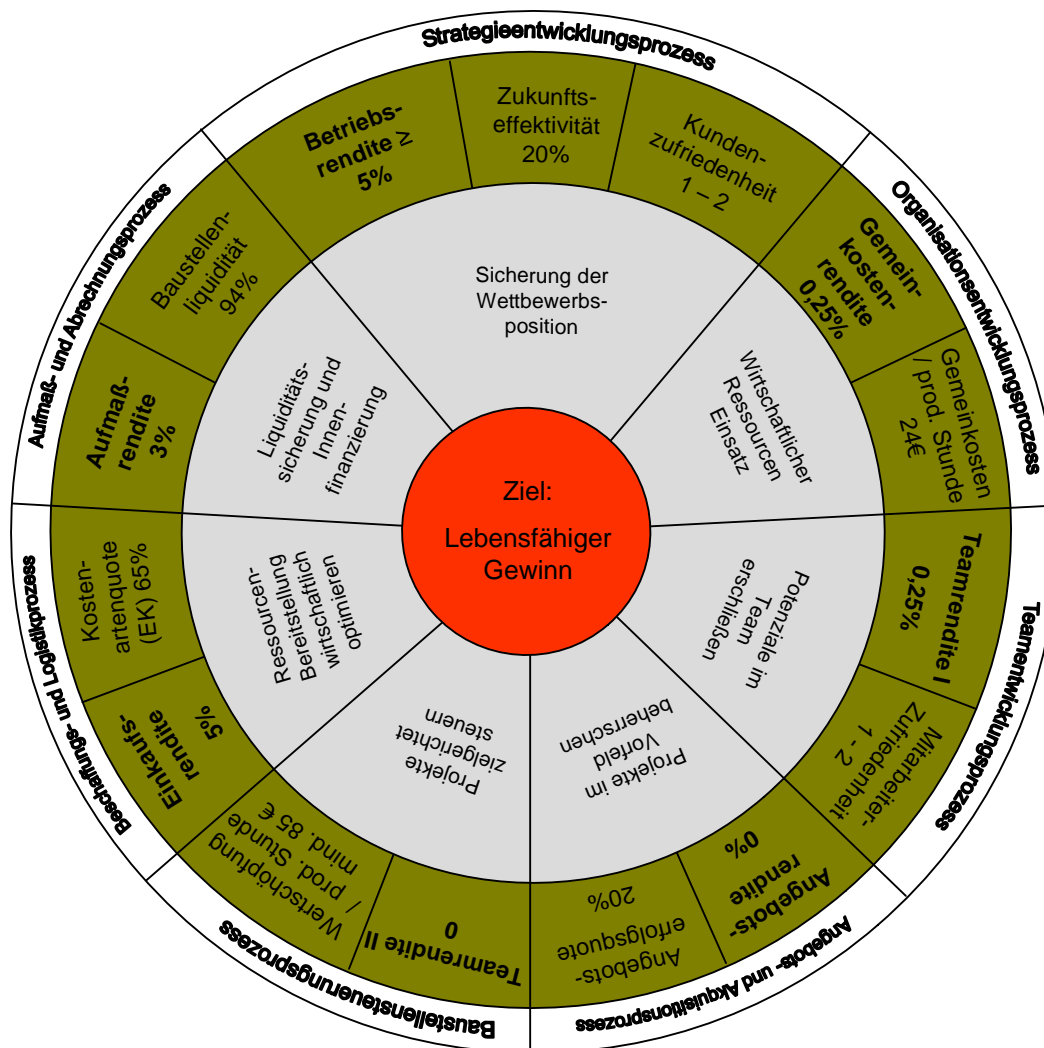 Strategieentwicklungsprozess
Organisationsentwicklungsprozess
Teamentwicklungsprozess
Angebots- und Akquisitionsprozess
Baustellensteuerungsprozess
Beschaffungs- und Logistikprozess
Aufmaß- und Abrechnungsprozess
Betriebs-
rendite ≥
5%
Zukunfts-
effektivität
20%
Kunden-
zufriedenheit
1 – 2
Gemein-
kosten-
rendite
0,25%
Gemeinkosten
/ prod. Stunde
24€
Teamrendite I
0,25%
Mitarbeiter-
Zufriedenheit
1 - 2
Angebots-
rendite
0%
Angebots-
erfolgsquote
20%
Teamrendite II
0
Wertschöpfung
/ prod. Stunde
mind. 85 €
Einkaufs-
rendite
5%
Kosten-
artenquote
(EK) 65%
Aufmaß-
rendite
3%
Baustellen-
liquidität
94%
Sicherung der
Wettbewerbs-
position
Wirtschaftlicher
Ressourcen
Einsatz
Potenziale im
Team
erschließen
Projekte im
Vorfeld
beherrschen
Projekte
zielgerichtet
steuern
Ressourcen-
Bereitstellung
wirtschaftlich
optimieren
Liquiditäts-
sicherung und
Innen-
finanzierung
Ziel:
Lebensfähiger
Gewinn